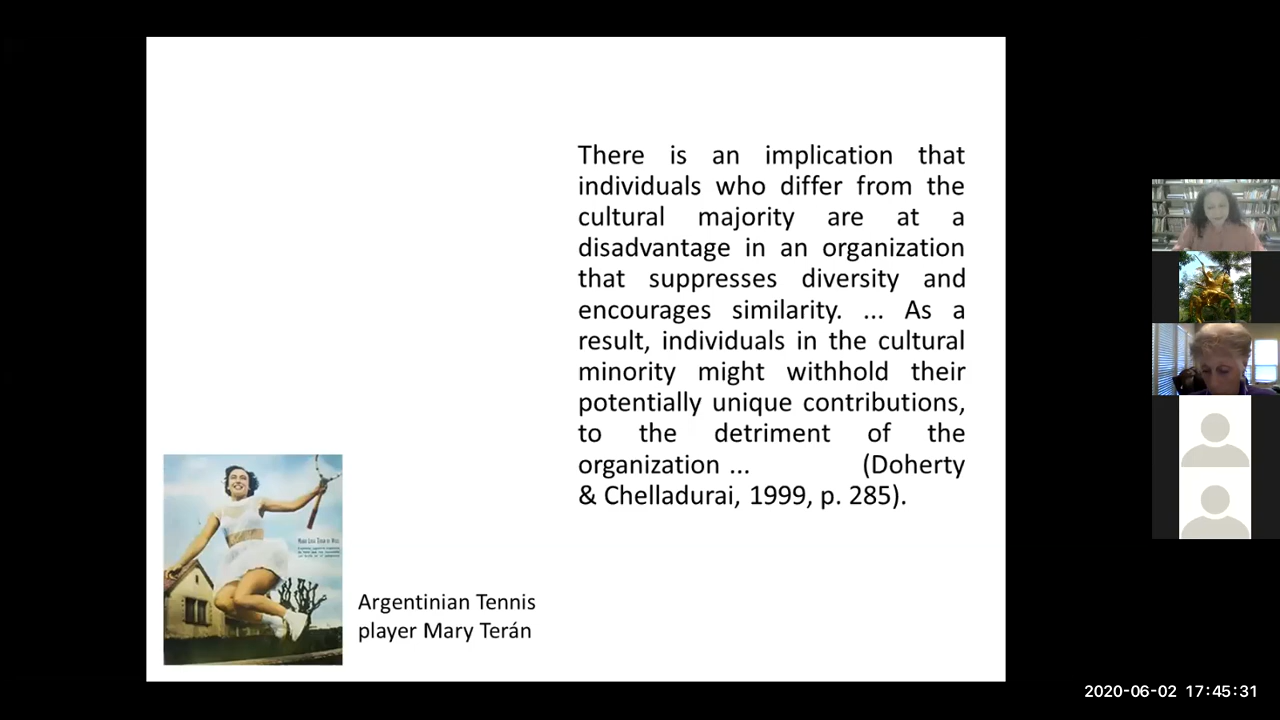 There is an implication that
individuals who differ from the
cultural majority are at a
disadvantage in an organization
that suppresses diversity and
encourages similarity. ... As a
result, individuals in the cultural
minority might withhold their
potentially unique contributions,
to the detriment of the
organization ... (Doherty
& Chelladurai, 1999, p. 285).
Argentinian Tennis
player Mary Terán
2020-06-02 17:45:31